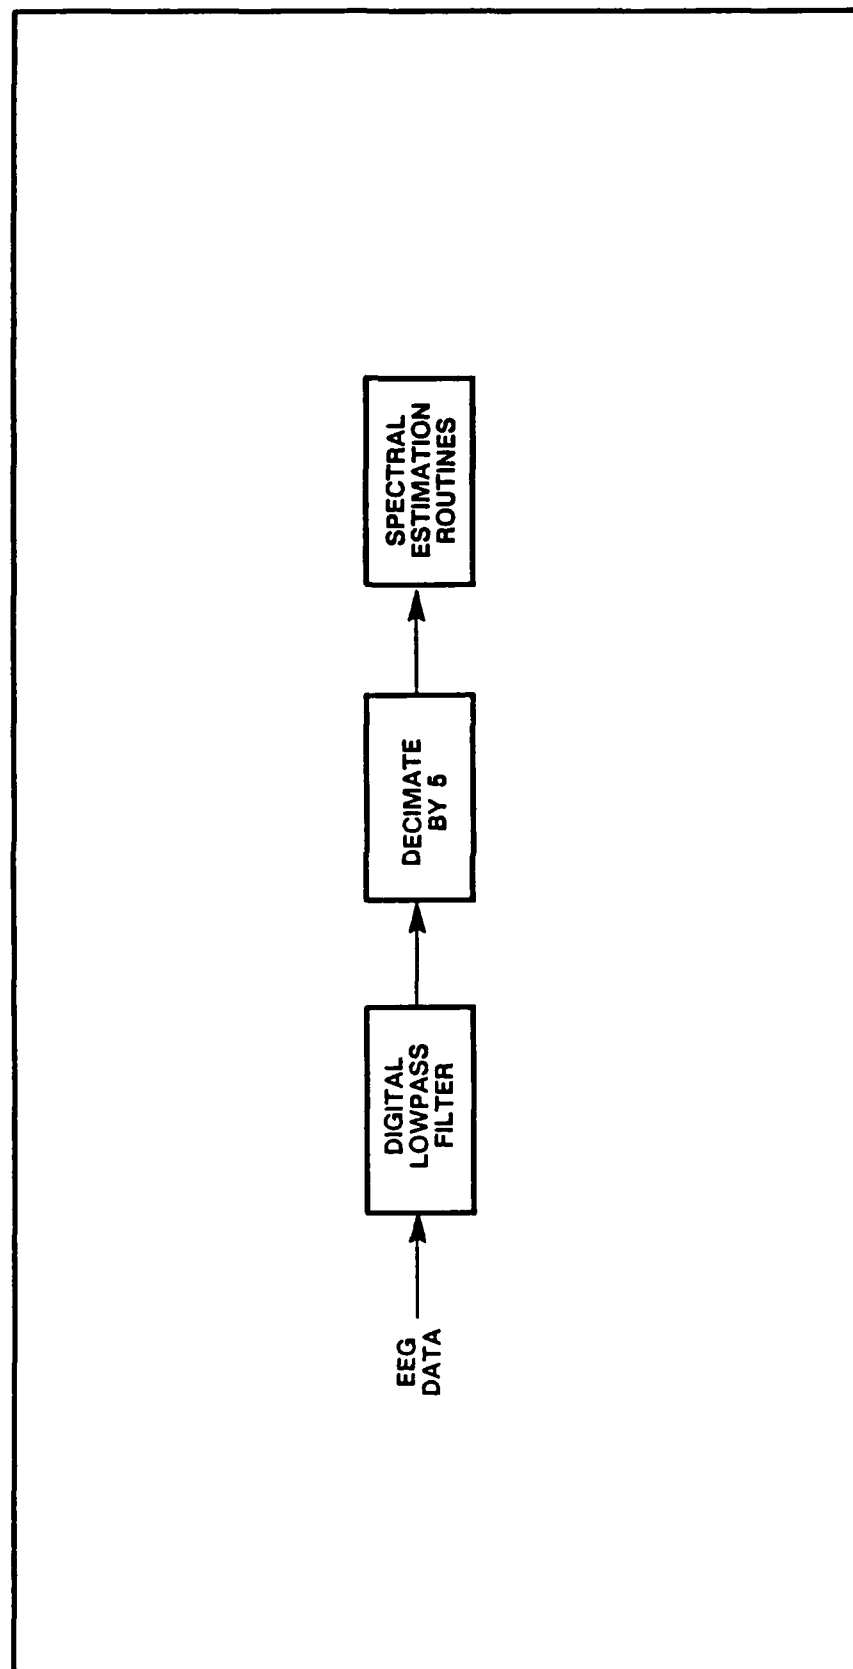 EEG
DATA
DIGITAL
LOWPASS
FILTER
DECIMATE
BY 5
SPECTRAL
ESTIMATION
ROUTINES